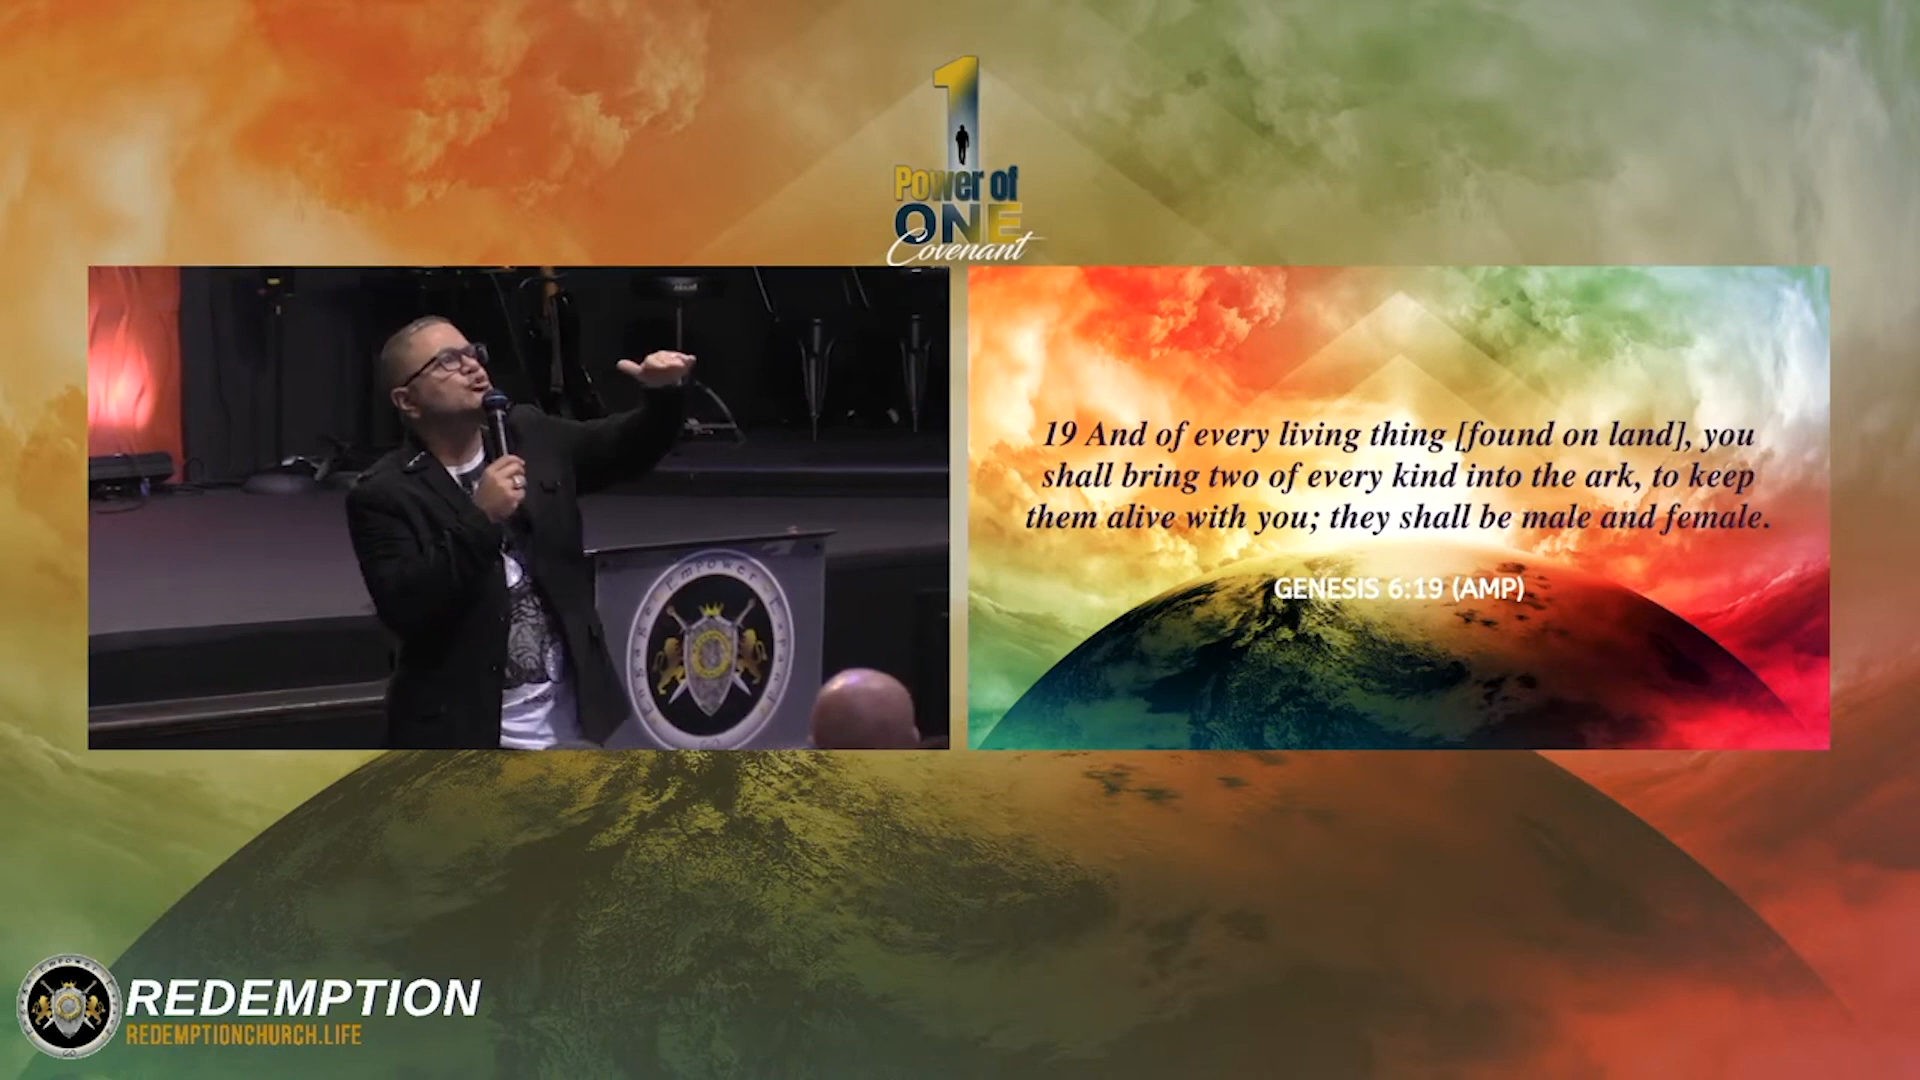 1
Power of
ONE
Covenant
19 And of every living thing [found on land], you
shall bring two of every kind into the ark, to keep
them alive with you; they shall be male and female.
GENESIS 6:19 (AMP)
Empower
REDEMPTION
REDEMPTIONCHURCH.LIFE
Empower